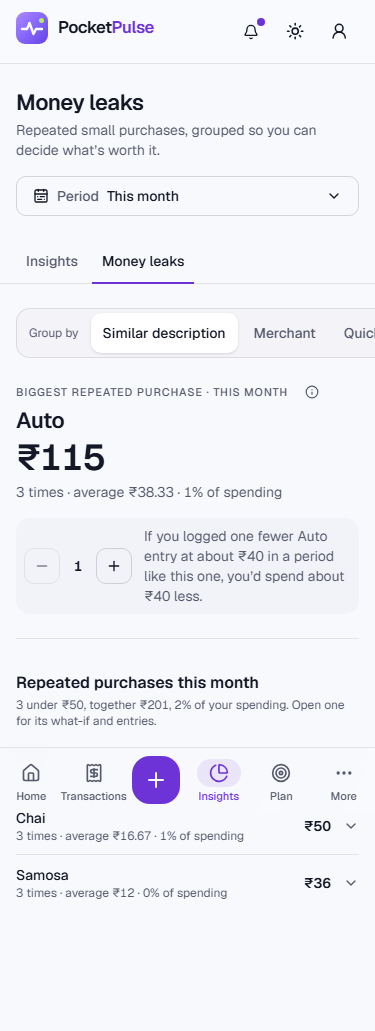 PocketPulse
Money leaks
Repeated small purchases, grouped so you can
decide what's worth it.
Period This month
Insights Money leaks
Group by Similar description Merchant
BIGGEST REPEATED PURCHASE · THIS MONTH
Auto
₹115
3 times · average ₹38.33 · 1% of spending
1
If you logged one fewer Auto
entry at about ₹40 in a period
like this one, you'd spend about
₹40 less.
Repeated purchases this month
3 under ₹50, together ₹201, 2% of your spending. Open one
for its what-if and entries.
Home Transactions Insights Plan More
Chai
3 times · average ₹16.67 · 1% of spending
₹50
Samosa
3 times · average ₹12 · 0% of spending
₹36